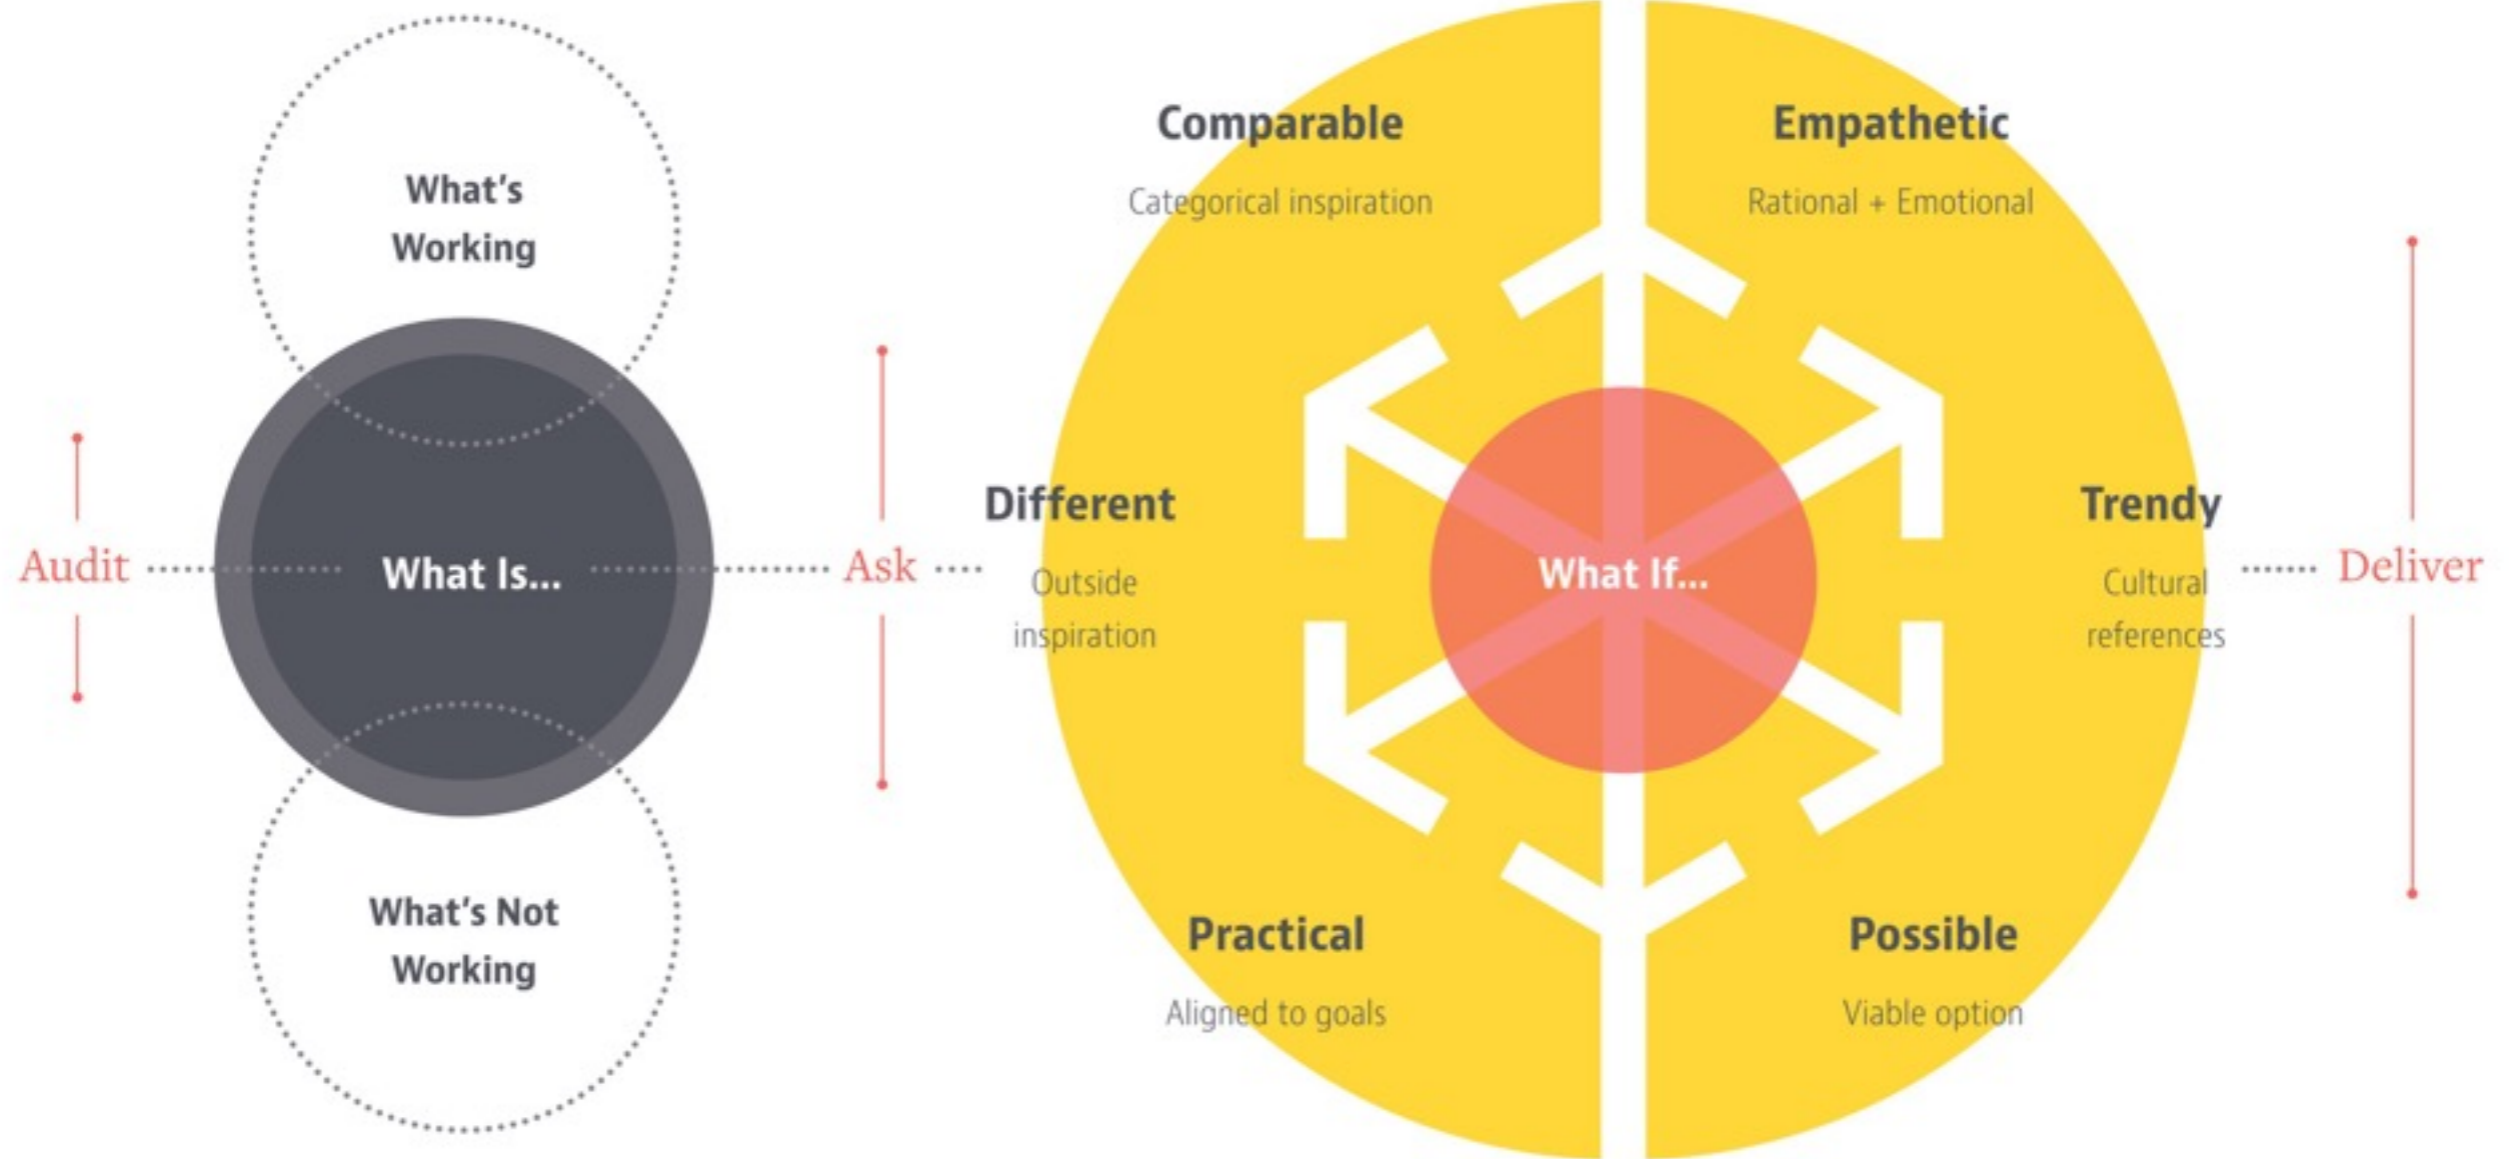 What's
Working
Audit
What Is...
What's Not
Working
Ask
Comparable
Categorical inspiration
Empathetic
Rational + Emotional
Different
Outside
inspiration
What If...
Trendy
Cultural
references
Practical
Aligned to goals
Possible
Viable option
Deliver